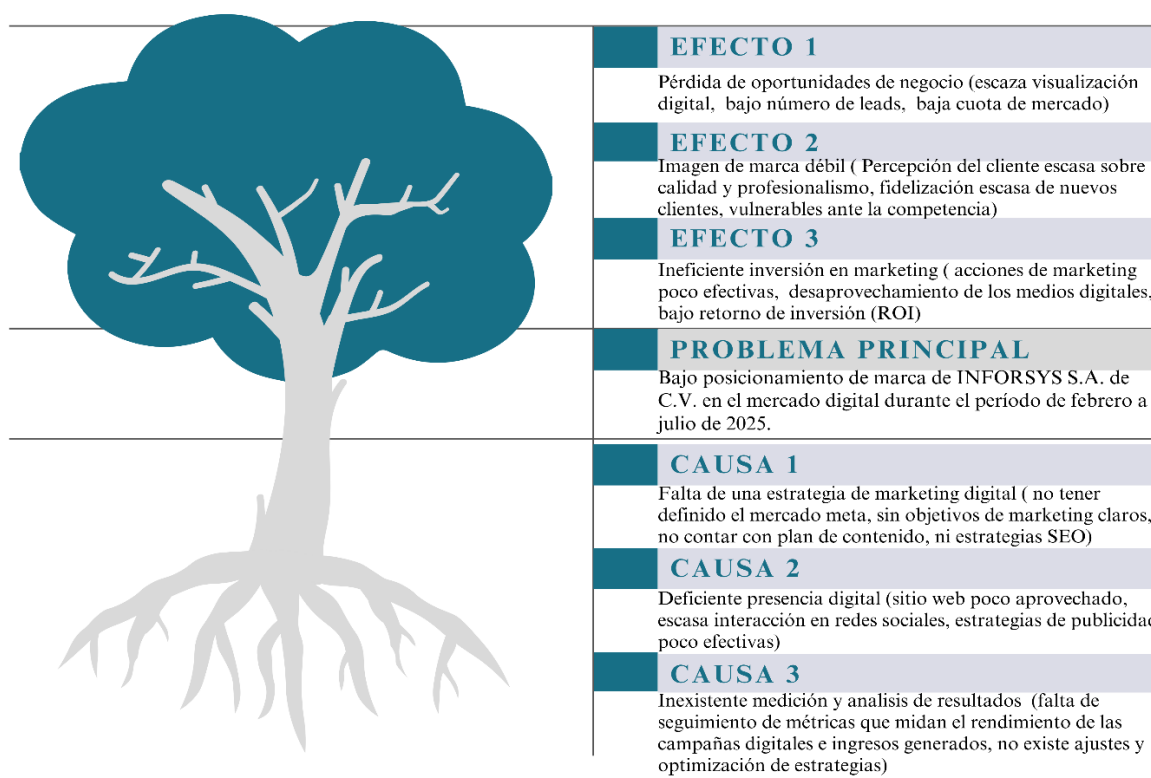 EFECTO 1
Pérdida de oportunidades de negocio (escaza visualización
digital, bajo número de leads, baja cuota de mercado)
EFECTO 2
Imagen de marca débil ( Percepción del cliente escasa sobre
calidad y profesionalismo, fidelización escasa de nuevos
clientes, vulnerables ante la competencia)
EFECTO 3
Ineficiente inversión en marketing ( acciones de marketing
poco efectivas, desaprovechamiento de los medios digitales,
bajo retorno de inversión (ROI)
PROBLEMA PRINCIPAL
Bajo posicionamiento de marca de INFORSYS S.A. de
C.V. en el mercado digital durante el período de febrero a
julio de 2025.
CAUSA 1
Falta de una estrategia de marketing digital ( no tener
definido el mercado meta, sin objetivos de marketing claros,
no contar con plan de contenido, ni estrategias SEO)
CAUSA 2
Deficiente presencia digital (sitio web poco aprovechado,
escasa interacción en redes sociales, estrategias de publicidad
poco efectivas)
CAUSA 3
Inexistente medición y analisis de resultados (falta de
seguimiento de métricas que midan el rendimiento de las
campañas digitales e ingresos generados, no existe ajustes y
optimización de estrategias)